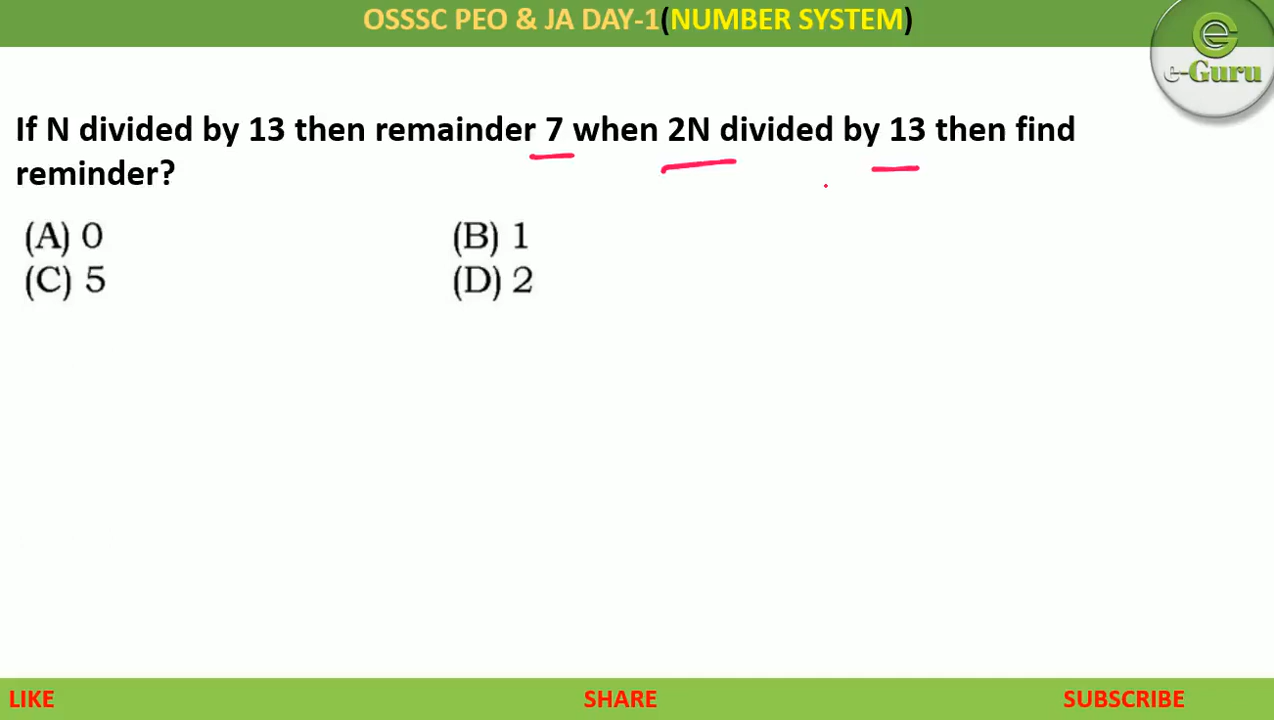 OSSSC PEO & JA DAY-1(NUMBER SYSTEM)
e
e-Guru
If N divided by 13 then remainder 7 when 2N divided by 13 then find
reminder?
(A) 0 (B) 1
(C) 5 (D) 2
LIKE SHARE SUBSCRIBE